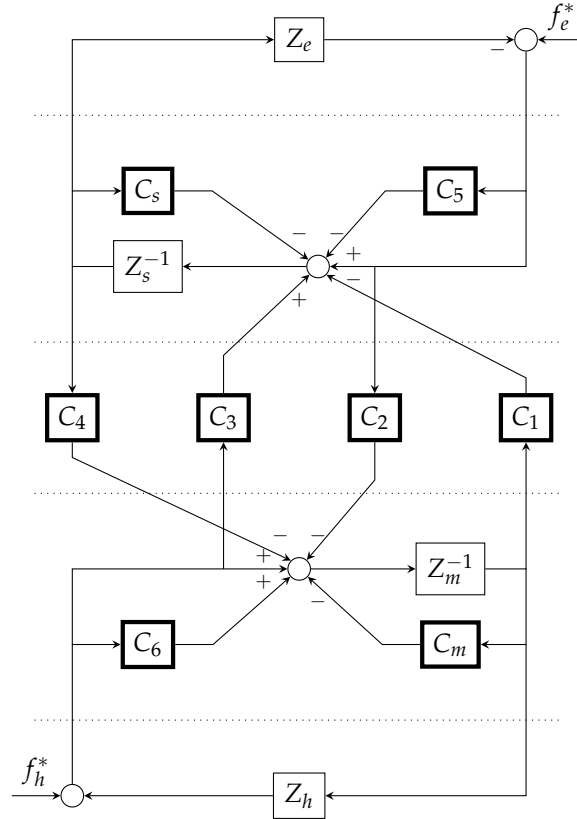 Z_e
f_e^*
−
C_s
C_5
− −
+
Z_s^{-1}
−
+
C_4
C_3
C_2
C_1
− −
+
Z_m^{-1}
+
−
C_6
C_m
f_h^*
Z_h